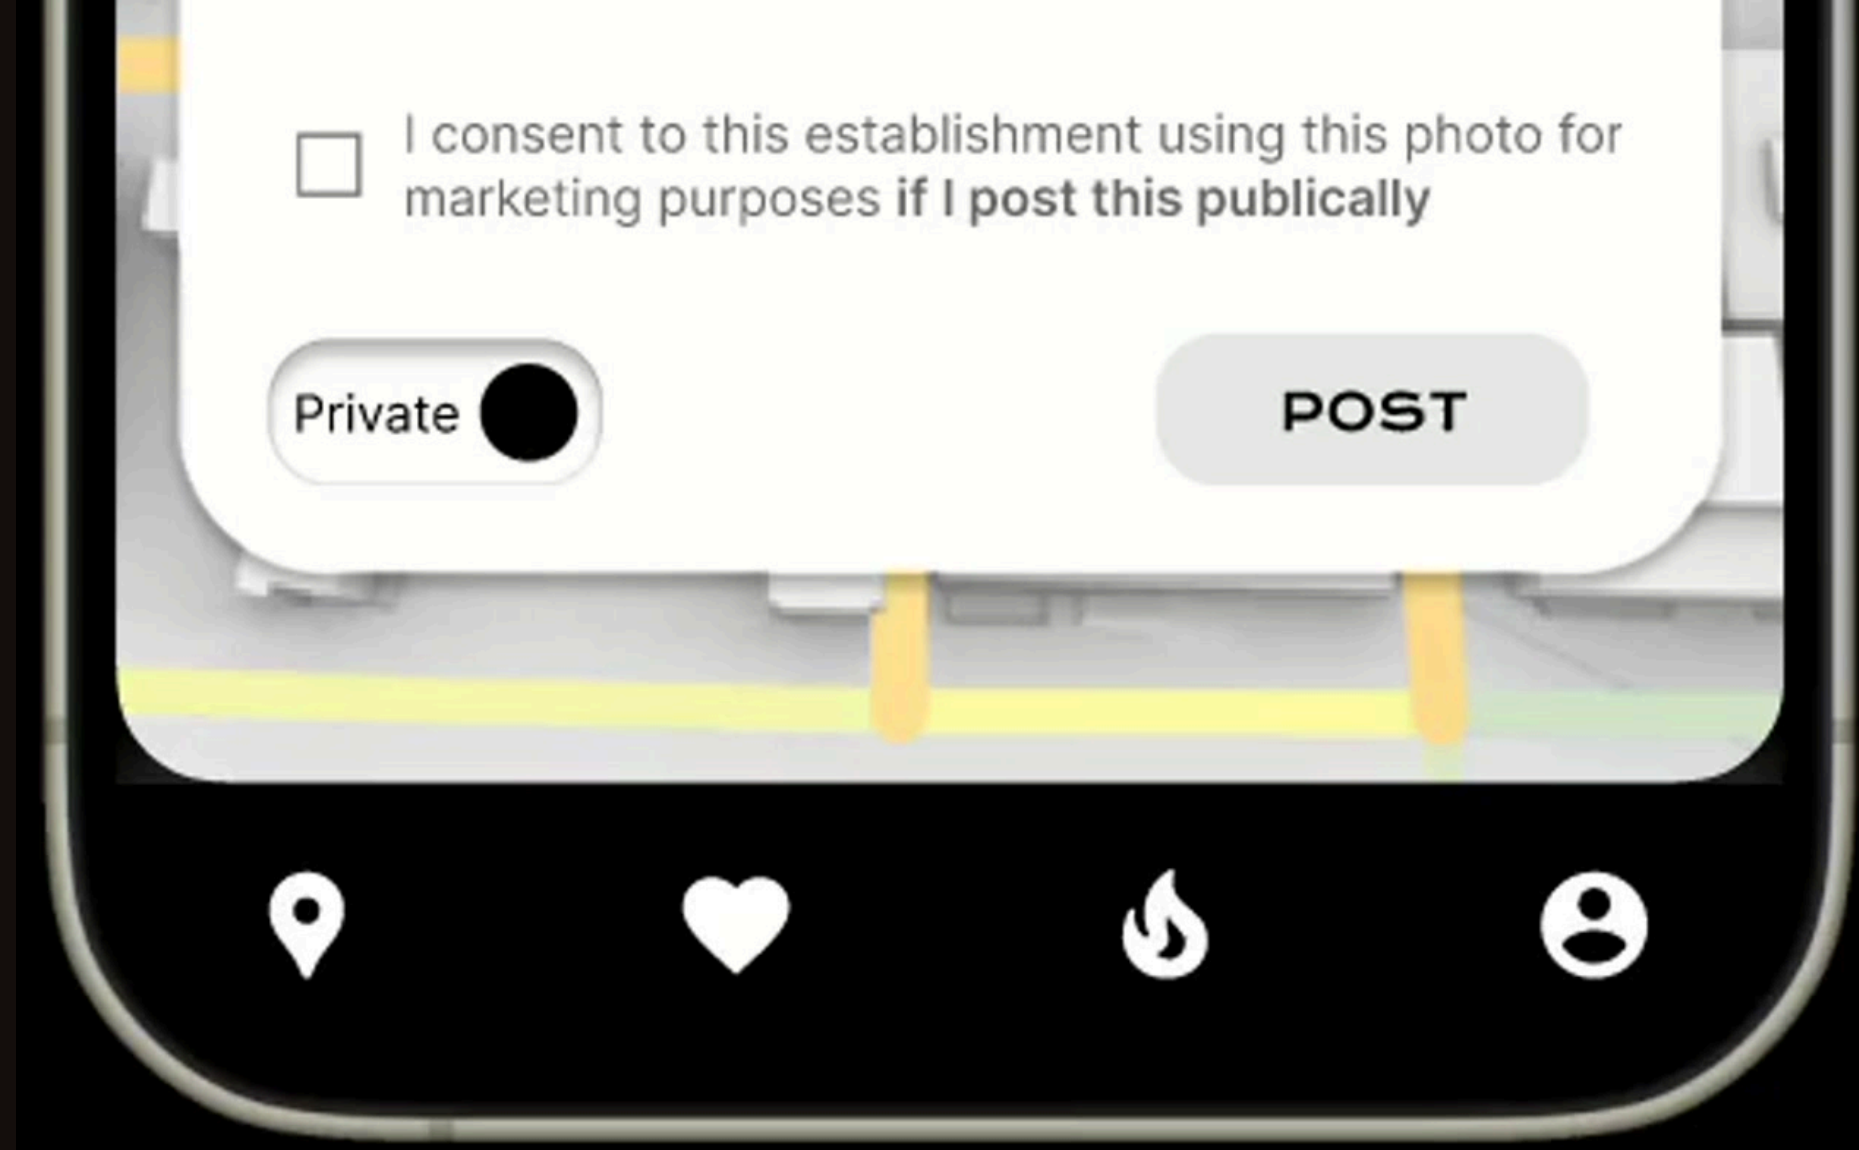 I consent to this establishment using this photo for
marketing purposes if I post this publically
Private
POST